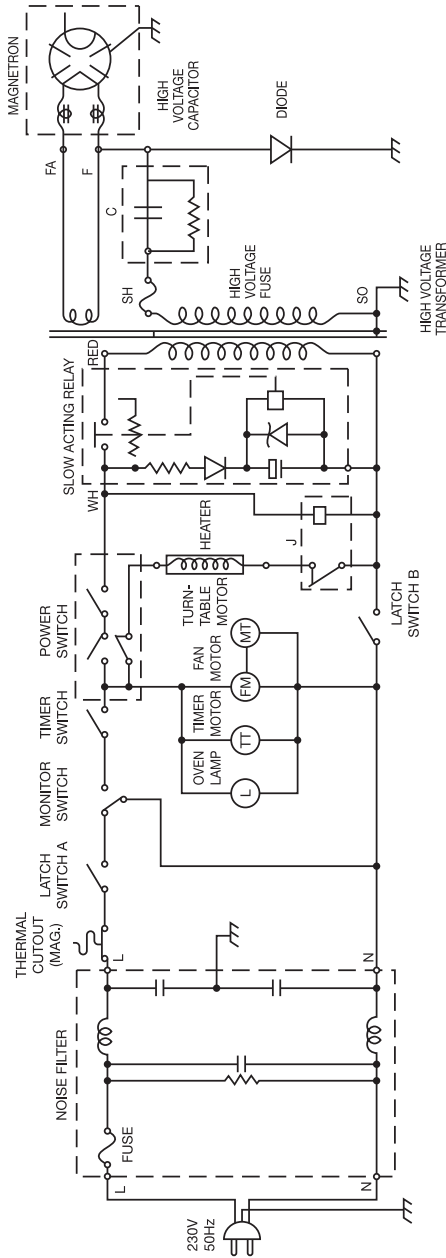 230V
50Hz
L
N
NOISE FILTER
FUSE
L
N
THERMAL
CUTOUT
(MAG.)
LATCH
SWITCH A
MONITOR
SWITCH
TIMER
SWITCH
POWER
SWITCH
WH
SLOW ACTING RELAY
RED
OVEN
LAMP
L
TIMER
MOTOR
TT
FAN
MOTOR
FM
TURN-
TABLE
MOTOR
MT
HEATER
J
LATCH
SWITCH B
HIGH VOLTAGE
TRANSFORMER
HIGH
VOLTAGE
FUSE
SH
SO
C
HIGH
VOLTAGE
CAPACITOR
FA
F
MAGNETRON
DIODE